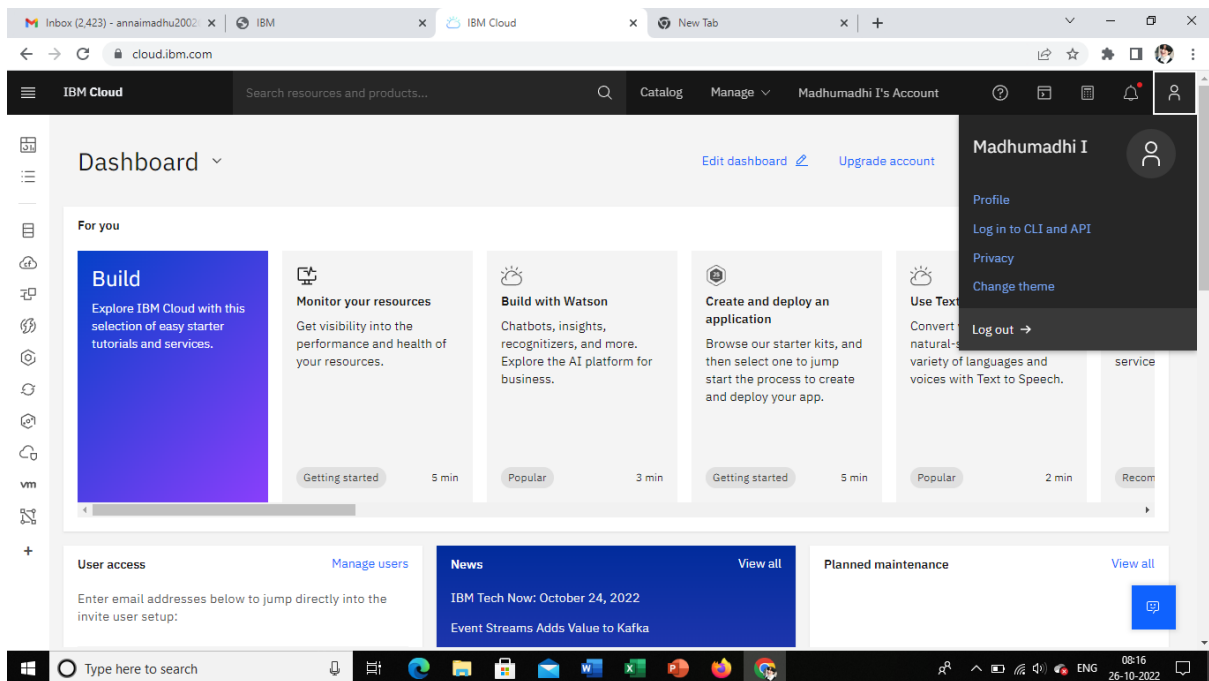 Inbox (2,423) - annaimadhu2002
IBM
IBM Cloud
New Tab
cloud.ibm.com
IBM Cloud
Search resources and products...
Catalog
Manage
Madhumadhi I's Account
Dashboard
Edit dashboard
Upgrade account
Madhumadhi I
Profile
Log in to CLI and API
Privacy
Change theme
Log out →
For you
Build
Explore IBM Cloud with this
selection of easy starter
tutorials and services.
Monitor your resources
Get visibility into the
performance and health of
your resources.
Getting started
5 min
Build with Watson
Chatbots, insights,
recognizers, and more.
Explore the AI platform for
business.
Popular
3 min
Create and deploy an
application
Browse our starter kits, and
then select one to jump
start the process to create
and deploy your app.
Getting started
5 min
Use Text
Convert
natural-s
variety of languages and
voices with Text to Speech.
Popular
2 min
service
Recom
User access
Manage users
Enter email addresses below to jump directly into the
invite user setup:
News
View all
IBM Tech Now: October 24, 2022
Event Streams Adds Value to Kafka
Planned maintenance
View all
Type here to search
ENG
08:16
26-10-2022